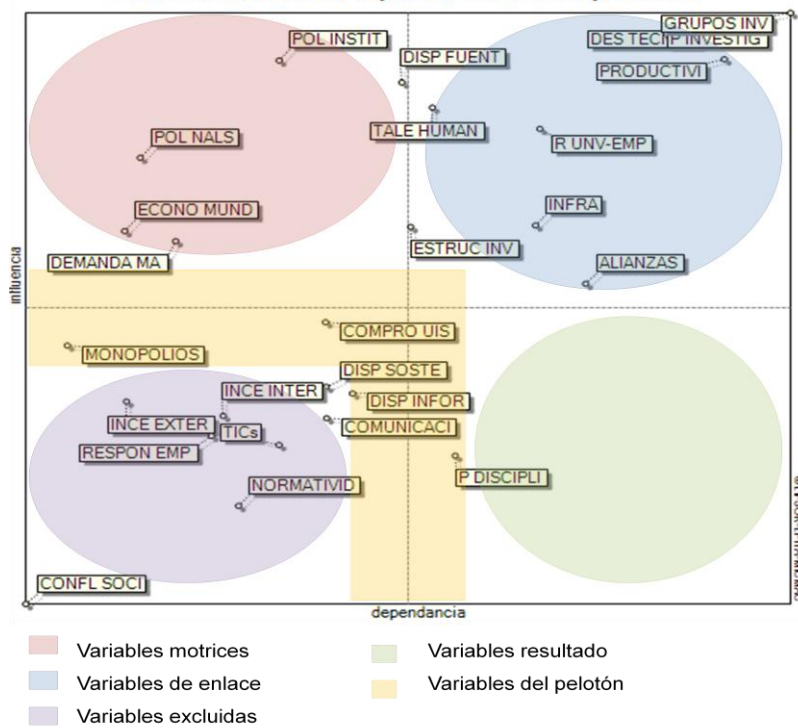 GRUPOS INV
POL INSTIT
DISP FUENT
DES TECN
P INVESTIG
PRODUCTIVI
TALE HUMAN
R UNV-EMP
POL NALS
ECONO MUND
INFRA
DEMANDA MA
ESTRUC INV
ALIANZAS
influencia
COMPRO UIS
MONOPOLIOS
DISP SOSTE
INCE INTER
DISP INFOR
INCE EXTER
TICs
COMUNICACI
RESPON EMP
NORMATIVID
P DISCIPLI
CONFL SOCI
dependancia
Variables motrices
Variables resultado
Variables de enlace
Variables del pelotón
Variables excluidas